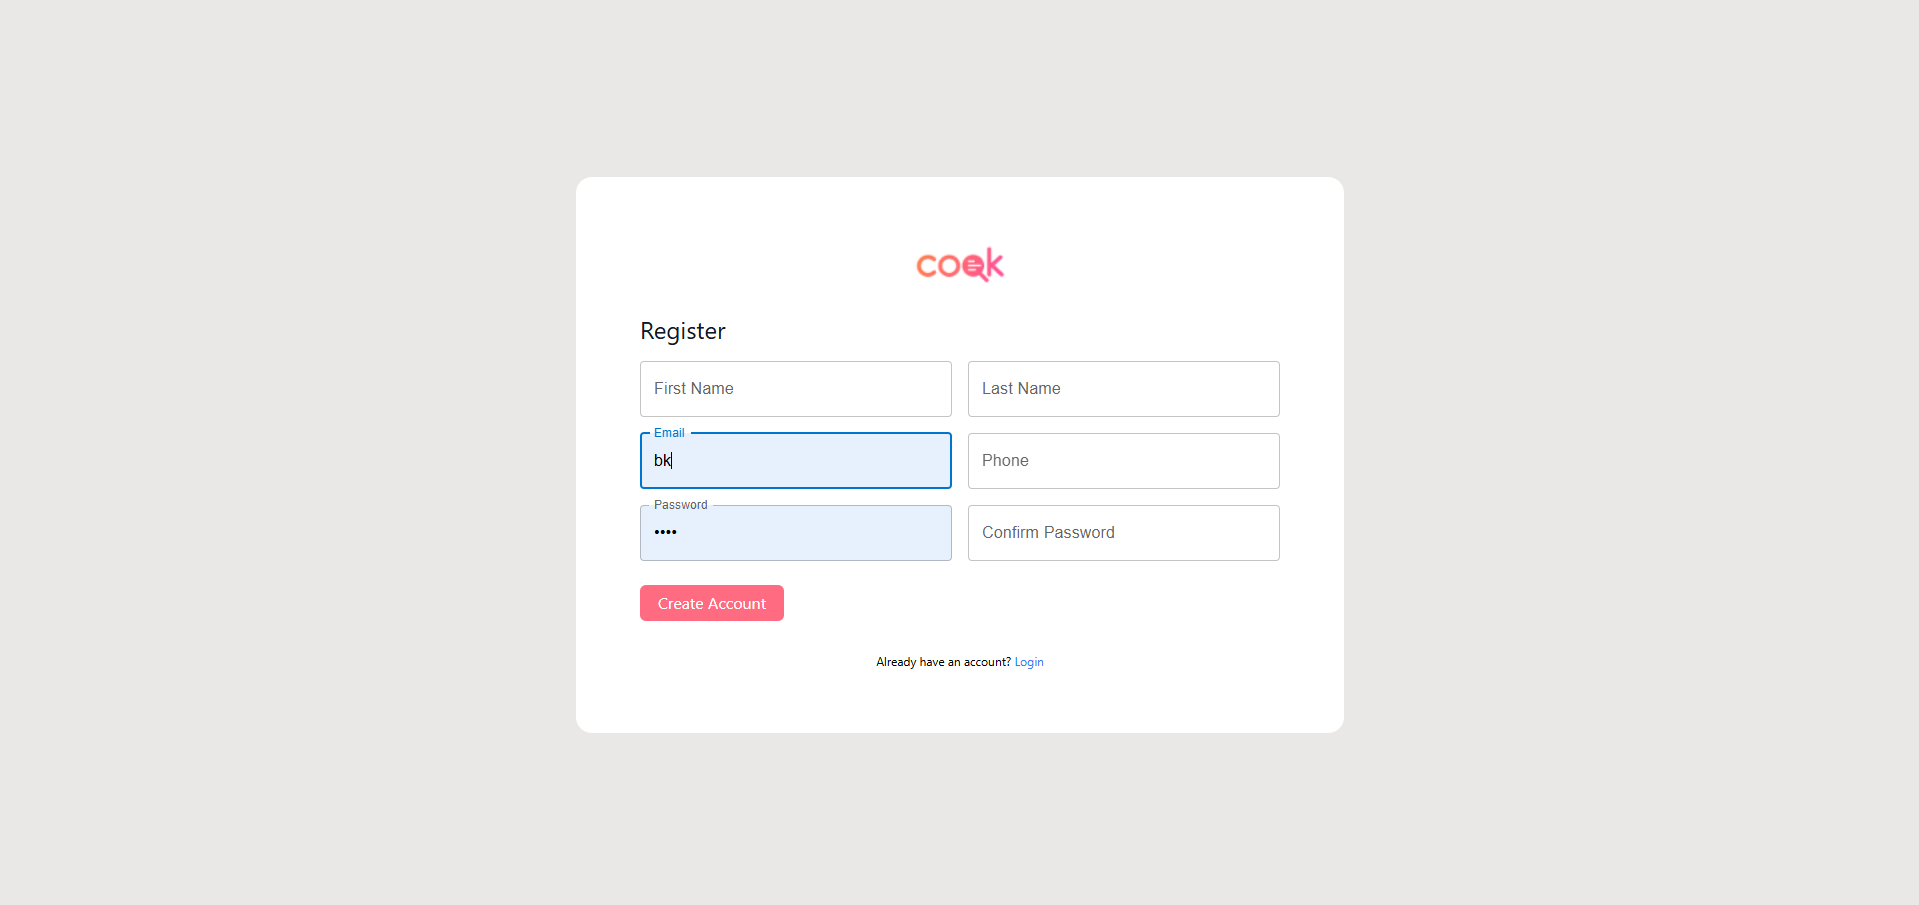 cook
Register
First Name
Last Name
Email
bk
Phone
Password
••••
Confirm Password
Create Account
Already have an account? Login